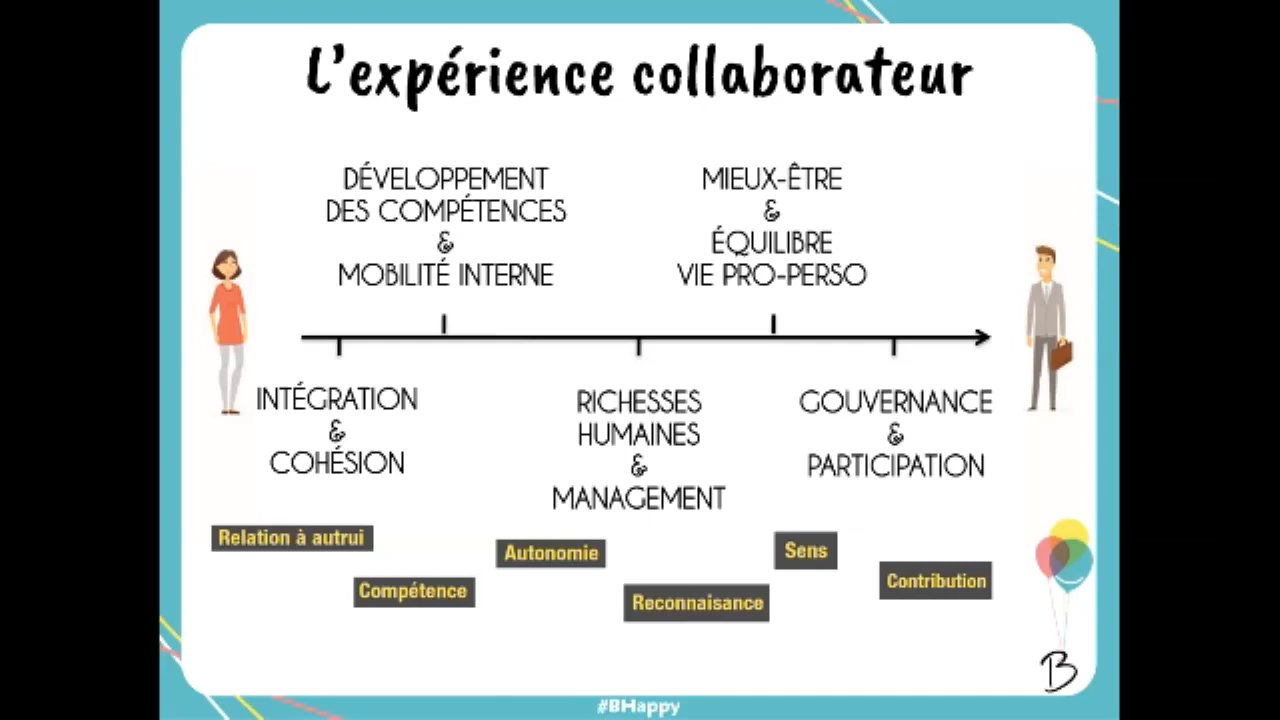 L'expérience collaborateur
DÉVELOPPEMENT
DES COMPÉTENCES
&
MOBILITÉ INTERNE
MIEUX-ÊTRE
&
ÉQUILIBRE
VIE PRO-PERSO
INTÉGRATION
&
COHÉSION
RICHESSES
HUMAINES
&
MANAGEMENT
GOUVERNANCE
&
PARTICIPATION
Relation à autrui
Compétence
Autonomie
Reconnaisance
Sens
Contribution
B
#BHappy